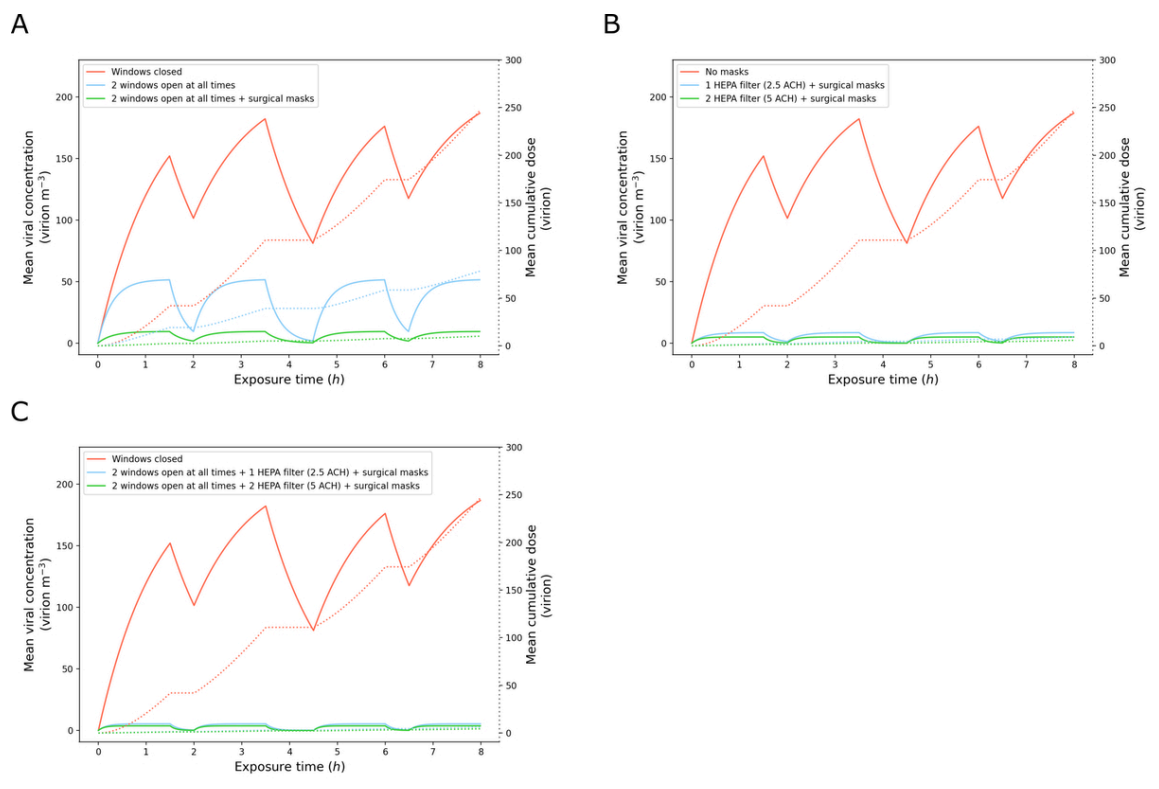 A
Windows closed
2 windows open at all times
2 windows open at all times + surgical masks
Mean viral concentration
(virion m⁻³)
200
150
100
50
0
300
250
200
150
100
50
0
Mean cumulative dose
(virion)
0 1 2 3 4 5 6 7 8
Exposure time (h)
B
No masks
1 HEPA filter (2.5 ACH) + surgical masks
2 HEPA filter (5 ACH) + surgical masks
Mean viral concentration
(virion m⁻³)
200
150
100
50
0
300
250
200
150
100
50
0
Mean cumulative dose
(virion)
0 1 2 3 4 5 6 7 8
Exposure time (h)
C
Windows closed
2 windows open at all times + 1 HEPA filter (2.5 ACH) + surgical masks
2 windows open at all times + 2 HEPA filter (5 ACH) + surgical masks
Mean viral concentration
(virion m⁻³)
200
150
100
50
0
300
250
200
150
100
50
0
Mean cumulative dose
(virion)
0 1 2 3 4 5 6 7 8
Exposure time (h)